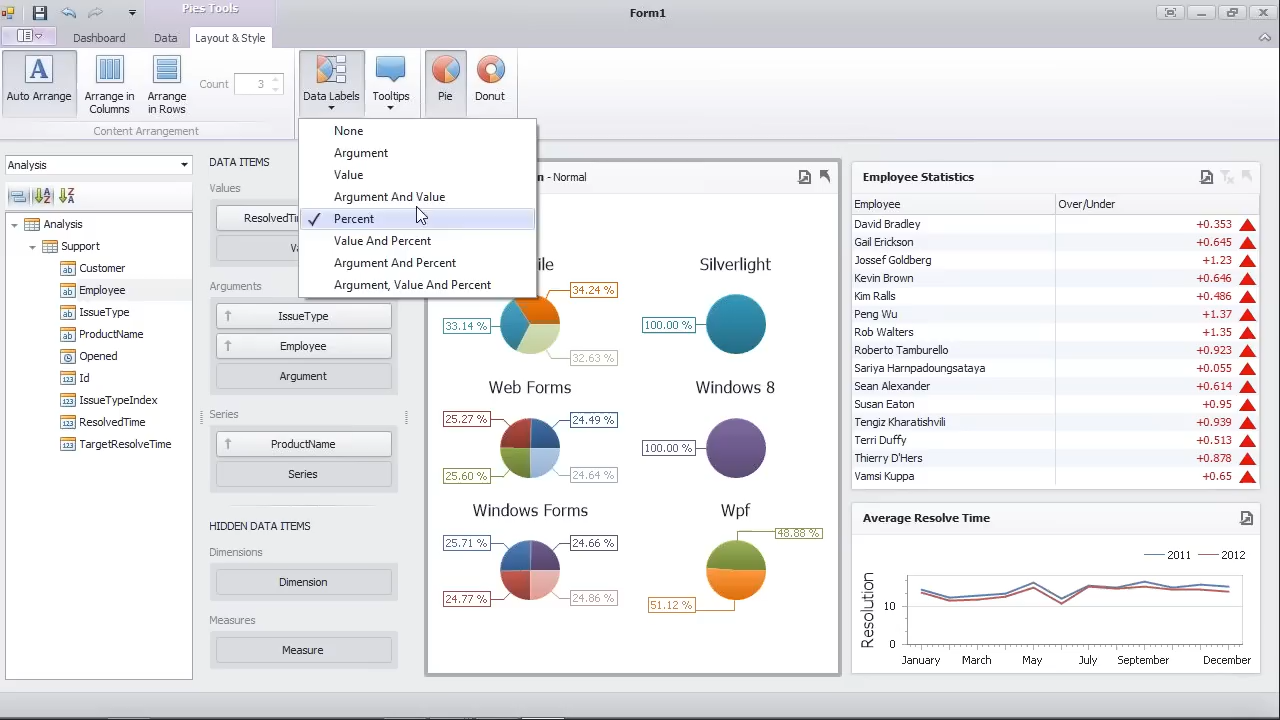 Pies Tools
Form1
Dashboard
Data
Layout & Style
Auto Arrange
Arrange in Columns
Arrange in Rows
Count 3
Content Arrangement
Data Labels
Tooltips
Pie
Donut
None
Argument
Value
Argument And Value
Percent
Value And Percent
Argument And Percent
Argument, Value And Percent
Analysis
Analysis
Support
Customer
Employee
IssueType
ProductName
Opened
Id
IssueTypeIndex
ResolvedTime
TargetResolveTime
DATA ITEMS
Values
Arguments
IssueType
Employee
Argument
Series
ProductName
Series
HIDDEN DATA ITEMS
Dimensions
Dimension
Measures
Measure
- Normal
34.24 %
33.14 %
32.63 %
Silverlight
100.00 %
Web Forms
25.27 %
24.49 %
25.60 %
24.64 %
Windows 8
100.00 %
Windows Forms
25.71 %
24.66 %
24.77 %
24.86 %
Wpf
48.88 %
51.12 %
Employee Statistics
Employee Over/Under
David Bradley +0.353
Gail Erickson +0.645
Jossef Goldberg +1.23
Kevin Brown +0.646
Kim Ralls +0.486
Peng Wu +1.37
Rob Walters +1.35
Roberto Tamburello +0.923
Sariya Harnpadoungsataya +0.055
Sean Alexander +0.614
Susan Eaton +0.95
Tengiz Kharatishvili +0.939
Terri Duffy +0.513
Thierry D'Hers +0.878
Vamsi Kuppa +0.65
Average Resolve Time
2011 2012
Resolution
10
0
January March May July September December